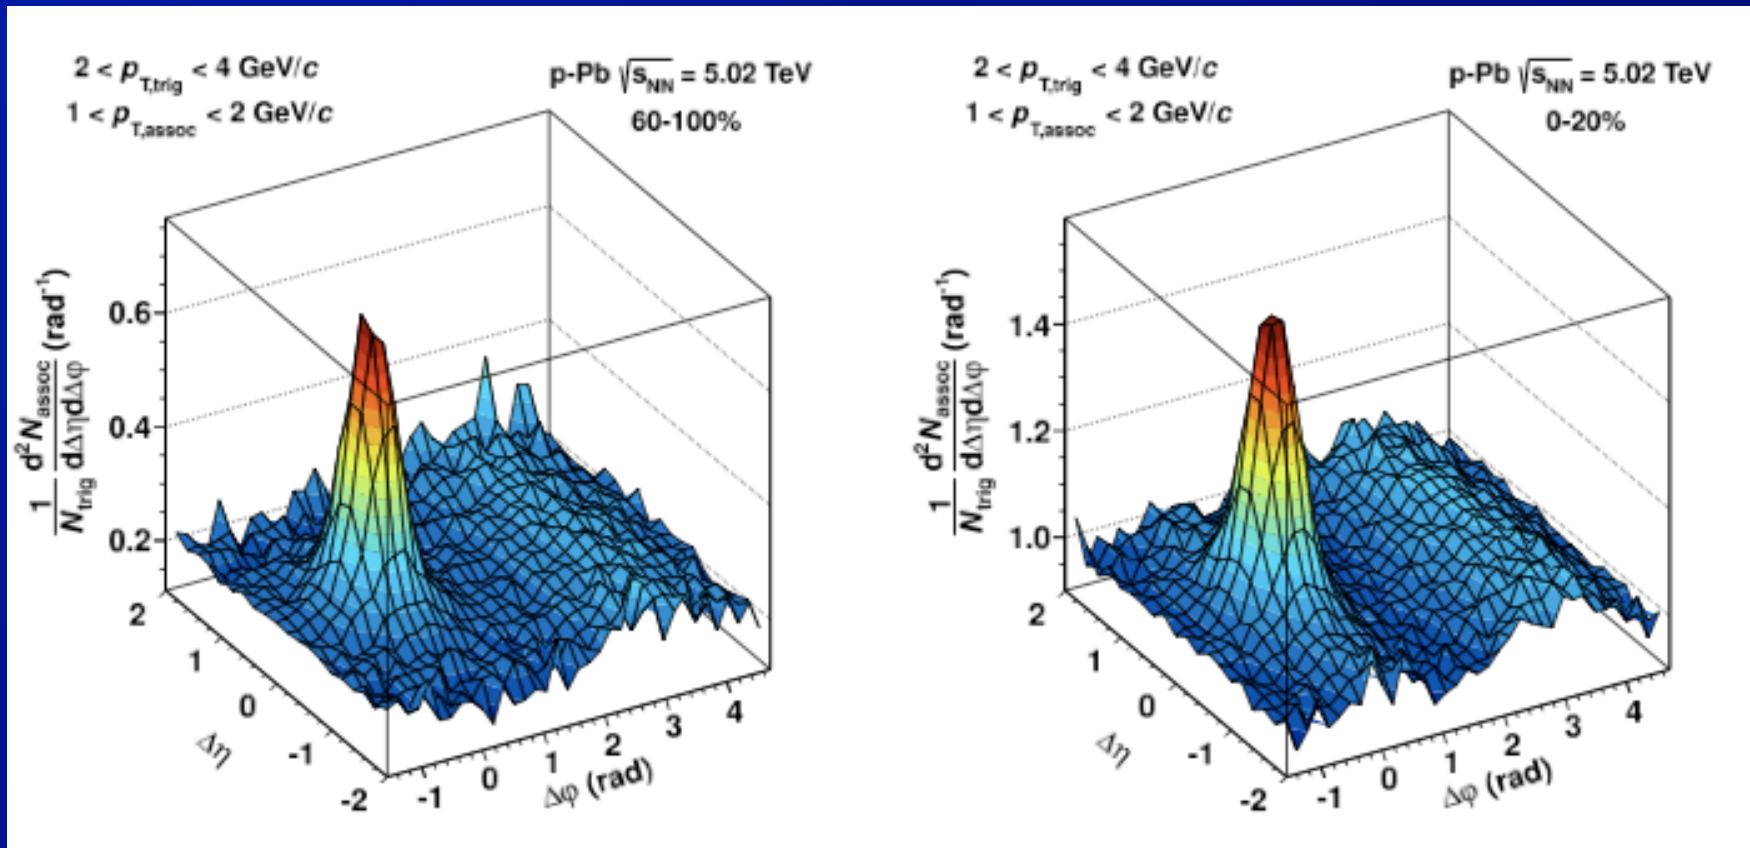 2 < p_T,trig < 4 GeV/c
1 < p_T,assoc < 2 GeV/c
p-Pb √s_NN = 5.02 TeV
60-100%
1/N_trig d²N_assoc/dΔηdΔφ (rad⁻¹)
0.6
0.4
0.2
2
1
0
-1
-2
Δη
-1
0
1
2
3
4
Δφ (rad)
2 < p_T,trig < 4 GeV/c
1 < p_T,assoc < 2 GeV/c
p-Pb √s_NN = 5.02 TeV
0-20%
1/N_trig d²N_assoc/dΔηdΔφ (rad⁻¹)
1.4
1.2
1.0
2
1
0
-1
-2
Δη
-1
0
1
2
3
4
Δφ (rad)